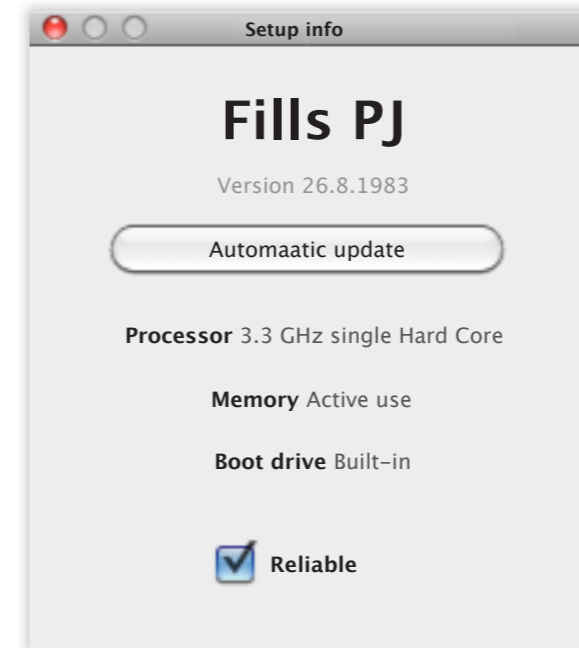 Setup info
Fills PJ
Version 26.8.1983
Automaatic update
Processor 3.3 GHz single Hard Core
Memory Active use
Boot drive Built-in
Reliable